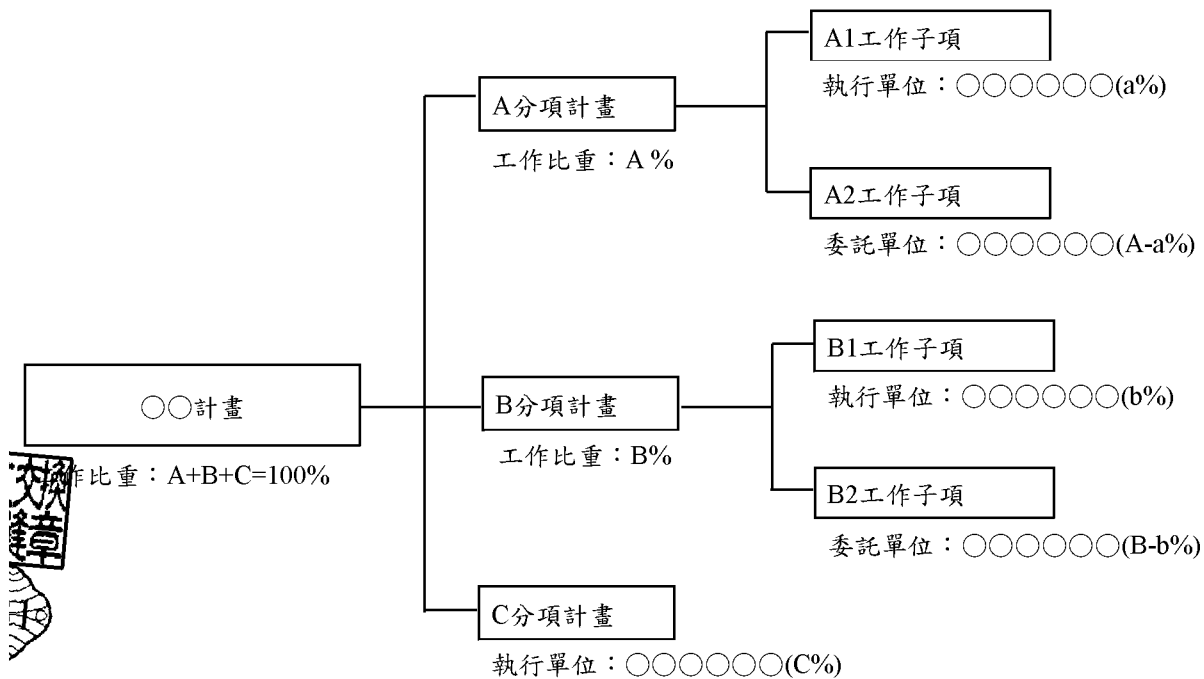 A1工作子項
執行單位：○○○○○○(a%)
A分項計畫
工作比重：A %
A2工作子項
委託單位：○○○○○○(A-a%)
B1工作子項
執行單位：○○○○○○(b%)
○○計畫
作比重：A+B+C=100%
B分項計畫
工作比重：B%
B2工作子項
委託單位：○○○○○○(B-b%)
換
章
C分項計畫
執行單位：○○○○○○(C%)